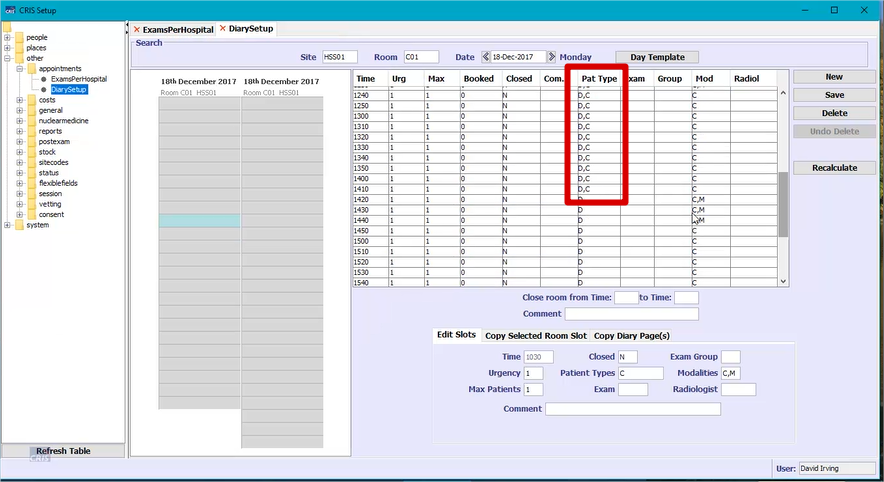 CRIS Setup
people
places
other
appointments
ExamsPerHospital
DiarySetup
costs
general
nuclearmedicine
reports
postexam
stock
sitecodes
status
flexiblefields
session
vetting
consent
system
Refresh Table
ExamsPerHospital DiarySetup
Search
Site HSS01 Room C01 Date 18-Dec-2017 Monday Day Template
18th December 2017 18th December 2017
Room C01 HSS01 Room C01 HSS01
Time Urg Max Booked Closed Com... Pat Type Exam Group Mod Radiol
1240 1 1 0 N D,C C
1250 1 1 0 N D,C C
1300 1 1 0 N D,C C
1310 1 1 0 N D,C C
1320 1 1 0 N D,C C
1330 1 1 0 N D,C C
1340 1 1 0 N D,C C
1350 1 1 0 N D,C C
1400 1 1 0 N D,C C
1410 1 1 0 N D,C C
1420 1 1 0 N D C,M
1430 1 1 0 N D C,M
1440 1 1 0 N D
1450 1 1 0 N D C
1500 1 1 0 N D C
1510 1 1 0 N D C
1520 1 1 0 N D C
1530 1 1 0 N D C
1540 1 1 0 N D C
New
Save
Delete
Undo Delete
Recalculate
Close room from Time: to Time:
Comment
Edit Slots Copy Selected Room Slot Copy Diary Page(s)
Time 1030 Closed N Exam Group
Urgency 1 Patient Types C Modalities C,M
Max Patients 1 Exam Radiologist
Comment
User: David Irving